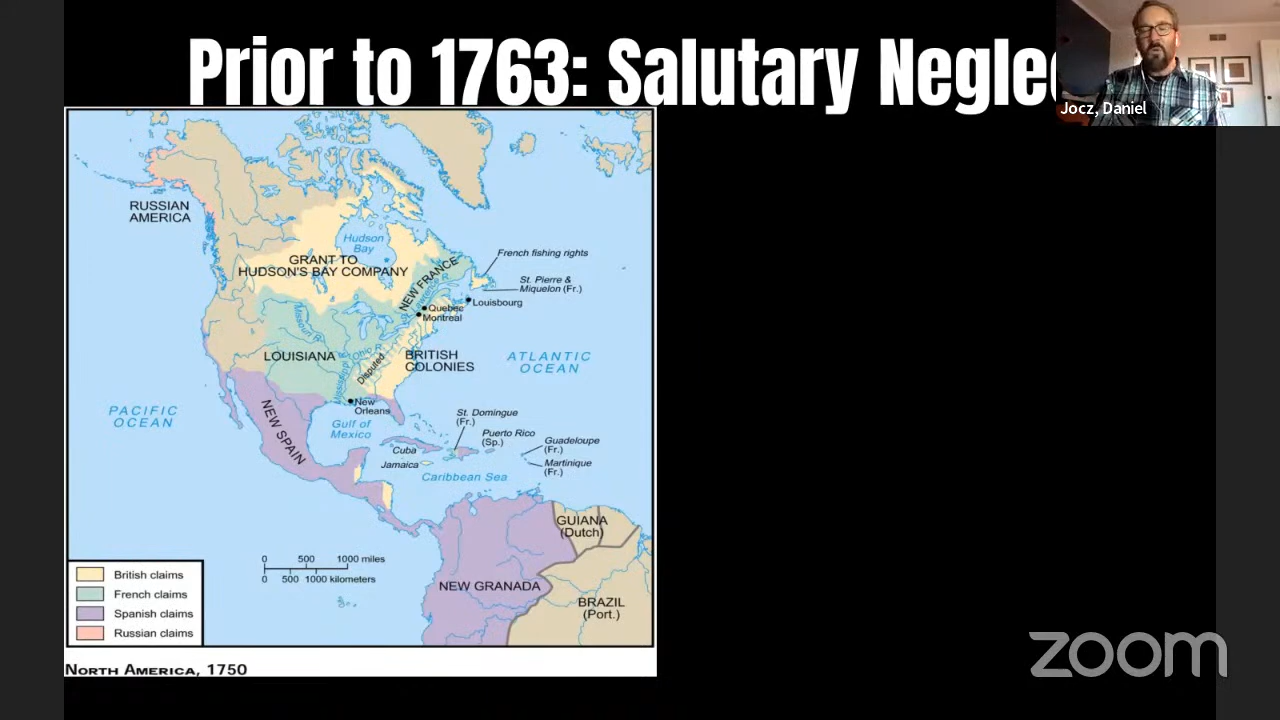 Prior to 1763: Salutary Neglec
Jocz, Daniel
RUSSIAN
AMERICA
Hudson
Bay
GRANT TO
HUDSON'S BAY COMPANY
NEW FRANCE
French fishing rights
St. Pierre &
Miquelon (Fr.)
Louisbourg
Quebec
Montreal
Missouri R.
LOUISIANA
Ohio R.
Mississippi R.
Disputed
BRITISH
COLONIES
ATLANTIC
OCEAN
PACIFIC
OCEAN
NEW SPAIN
New
Orleans
Gulf of
Mexico
St. Domingue
(Fr.)
Puerto Rico
(Sp.)
Guadeloupe
(Fr.)
Cuba
Jamaica
Martinique
(Fr.)
Caribbean Sea
GUIANA
(Dutch)
NEW GRANADA
BRAZIL
(Port.)
0 500 1000 miles
0 500 1000 kilometers
British claims
French claims
Spanish claims
Russian claims
NORTH AMERICA, 1750
zoom